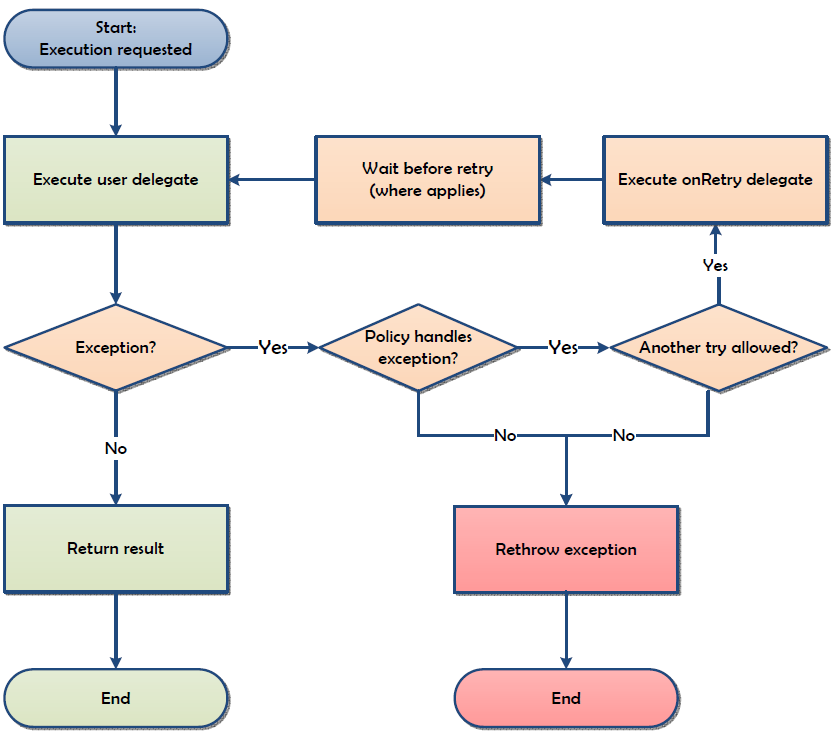 Start:
Execution requested
Execute user delegate
Wait before retry
(where applies)
Execute onRetry delegate
Yes
Exception?
Yes
Policy handles
exception?
Yes
Another try allowed?
No
No
No
Return result
Rethrow exception
End
End